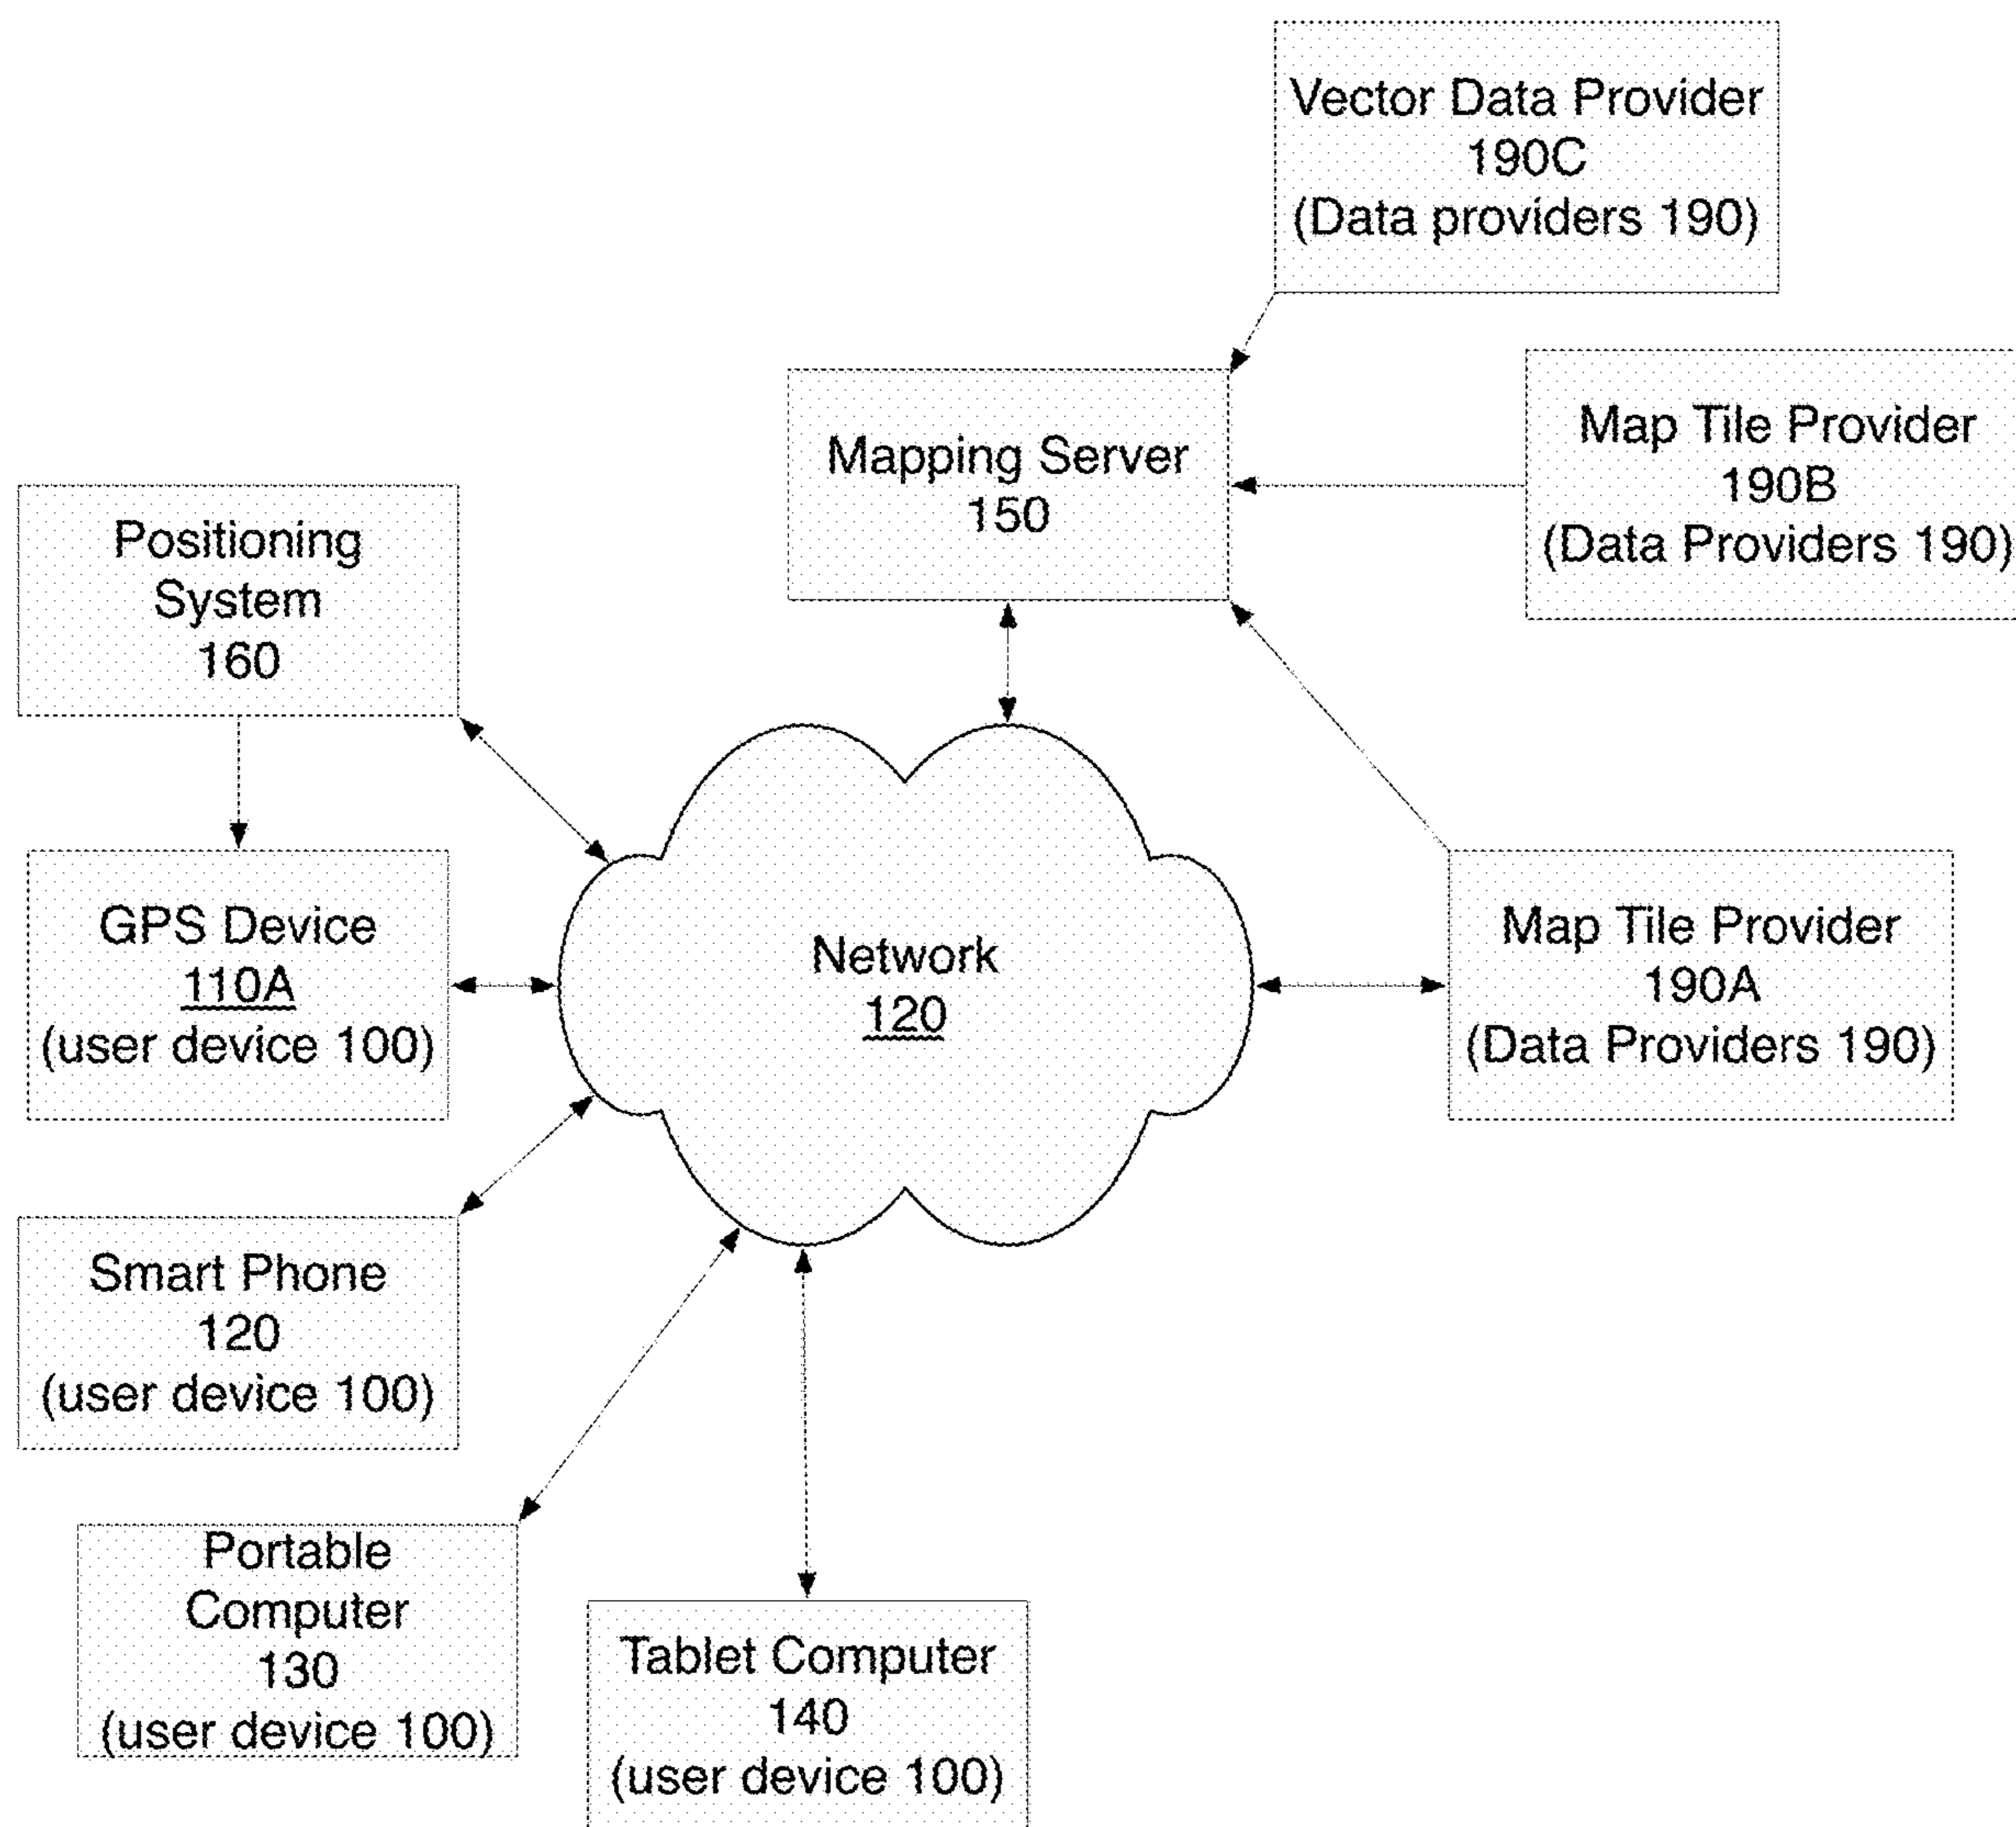 Vector Data Provider
190C
(Data providers 190)
Mapping Server
150
Map Tile Provider
190B
(Data Providers 190)
Positioning
System
160
GPS Device
110A
(user device 100)
Network
120
Map Tile Provider
190A
(Data Providers 190)
Smart Phone
120
(user device 100)
Portable
Computer
130
(user device 100)
Tablet Computer
140
(user device 100)